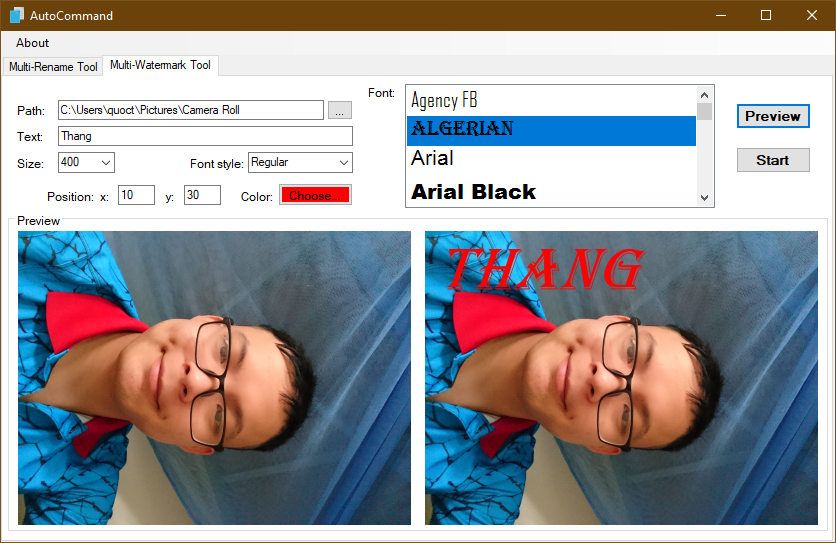 AutoCommand
About
Multi-Rename Tool Multi-Watermark Tool
Path: C:\Users\quoct\Pictures\Camera Roll ...
Text: Thang
Size: 400 Font style: Regular
Position: x: 10 y: 30 Color: Choose...
Font:
Agency FB
ALGERIAN
Arial
Arial Black
Preview
Start
Preview
THANG